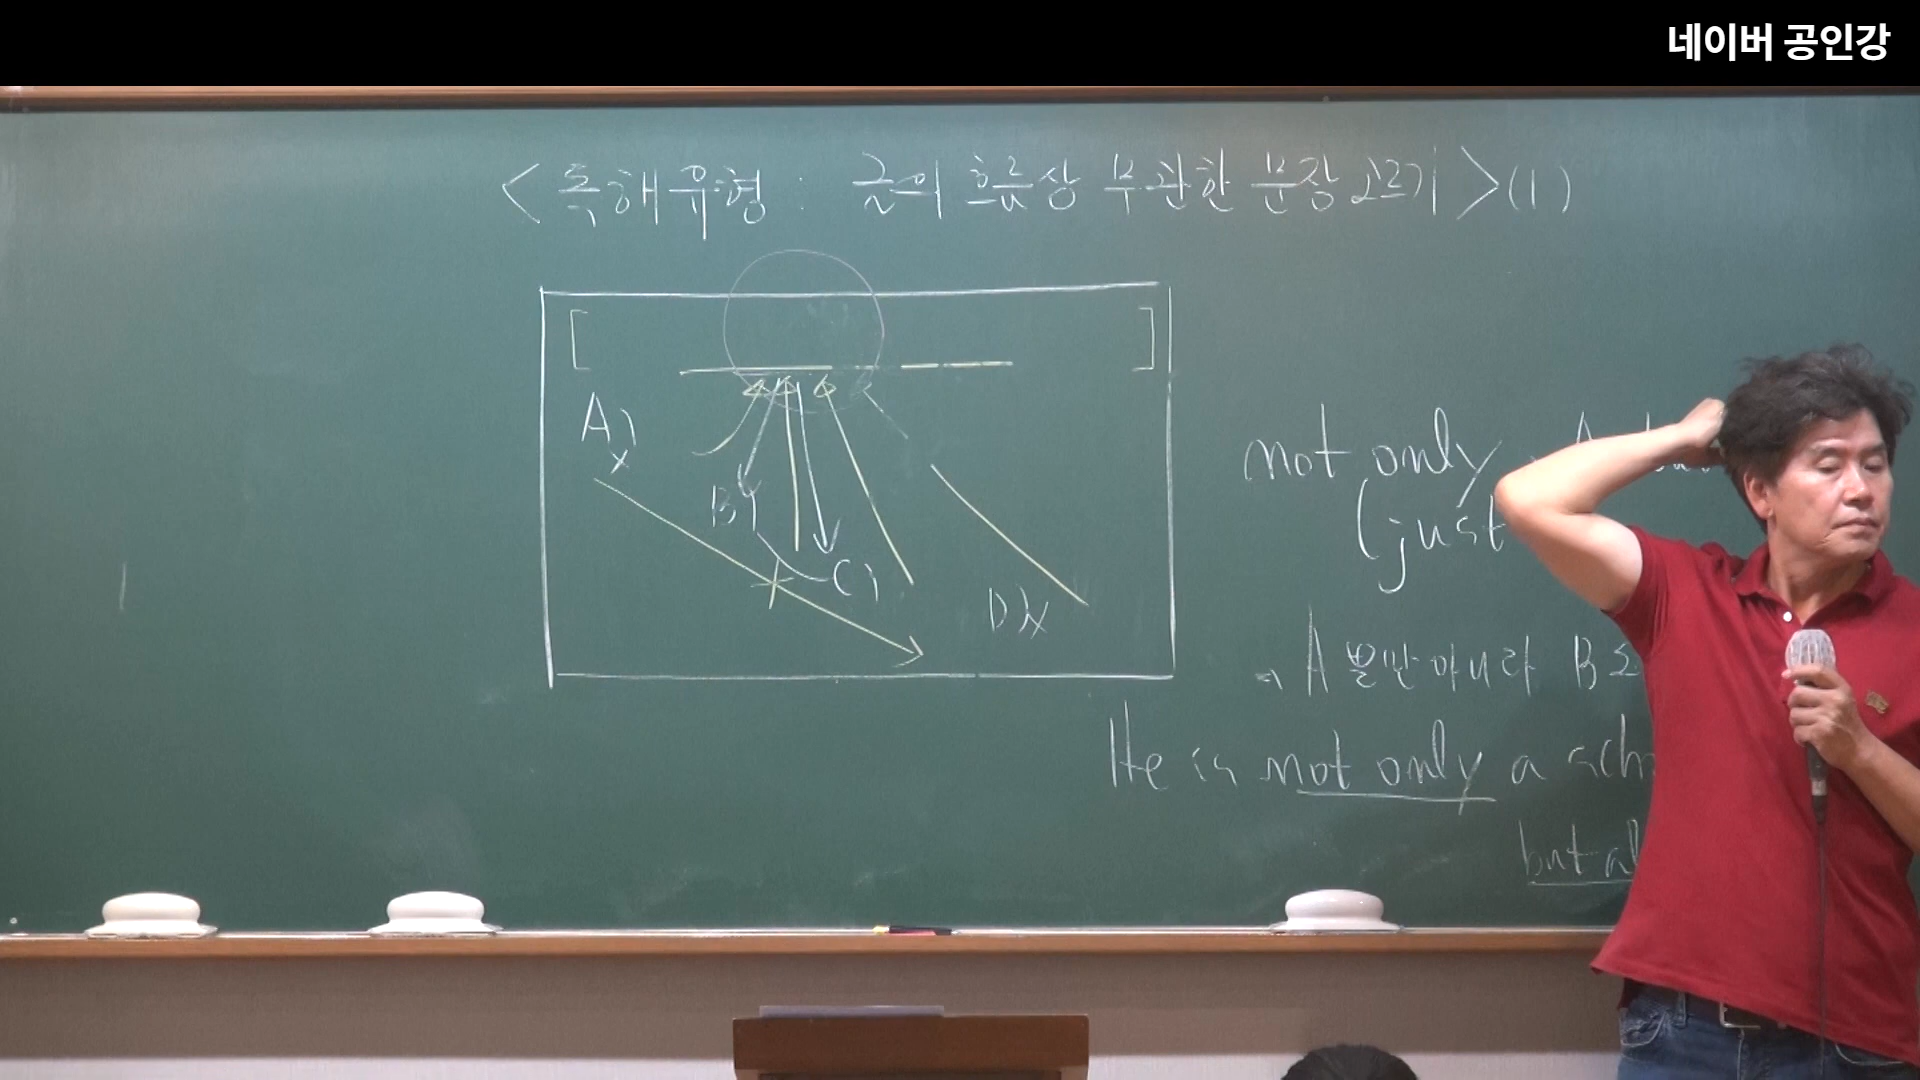 네이버 공인강
<독해유형 : 글의 흐름상 무관한 문장 고르기>(1)
[ ]
A)
x
B)
C)
D)x
not only A
(just
→ A 뿐만 아니라 B도
He is not only a sch
but al